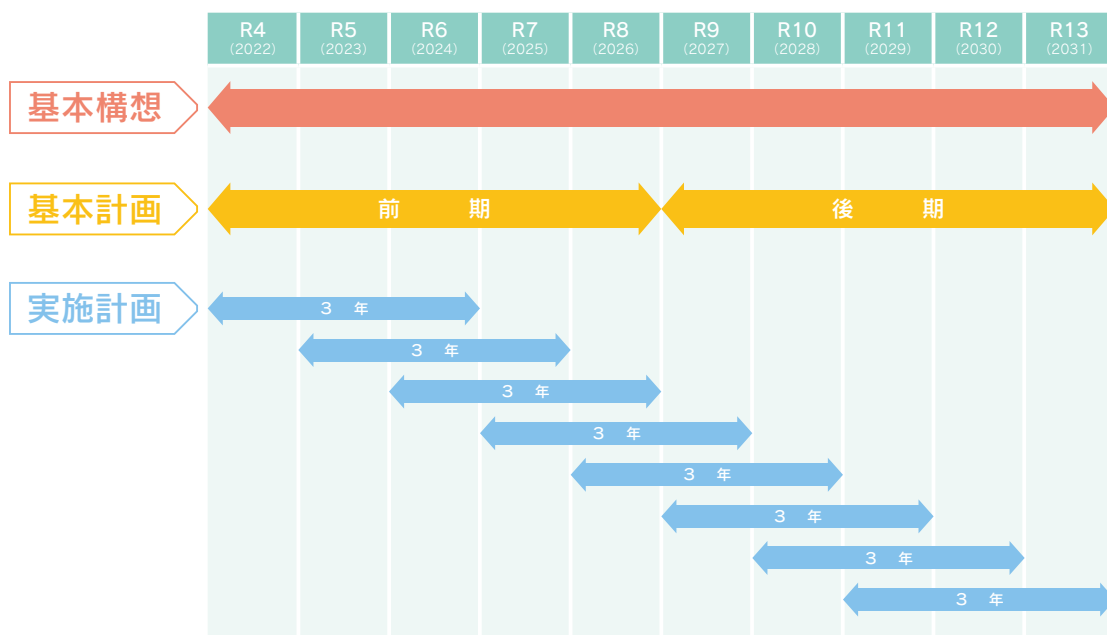 R4 R5 R6 R7 R8 R9 R10 R11 R12 R13
(2022) (2023) (2024) (2025) (2026) (2027) (2028) (2029) (2030) (2031)
基本構想
基本計画 前期 後期
実施計画 3年
3年
3年
3年
3年
3年
3年
3年